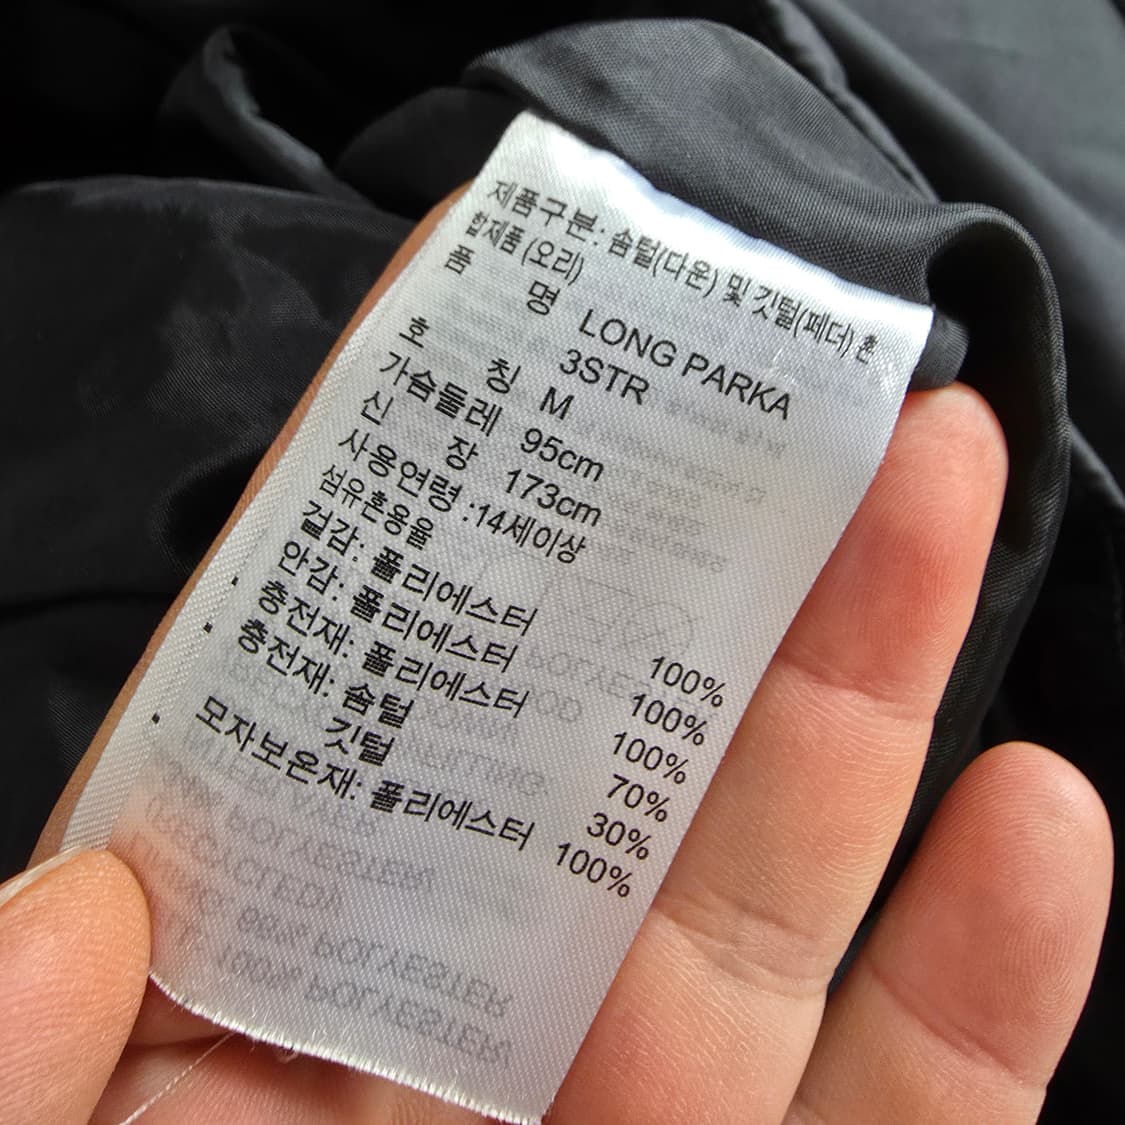 제품구분: 솜털(다운) 및 깃털(페더) 혼
합제품 (오리)
품 명 LONG PARKA
3STR
호 칭 M
가슴둘레 95cm
신 장 173cm
사용연령 :14세이상
섬유혼용율
겉감: 폴리에스터 100%
안감: 폴리에스터 100%
충전재: 폴리에스터 100%
충전재: 솜털 70%
깃털 30%
모자보온재: 폴리에스터 100%